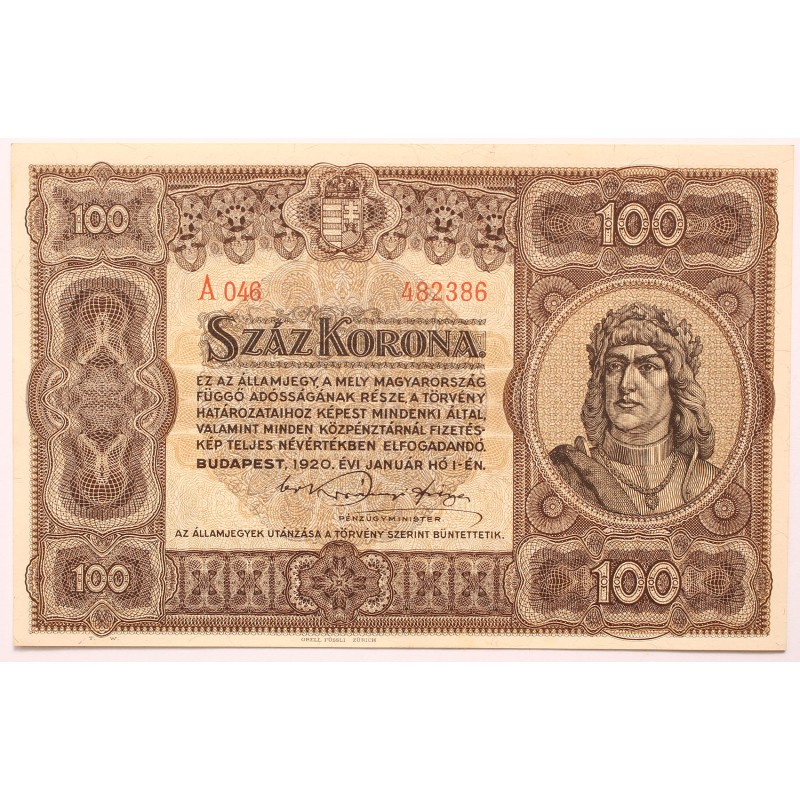 100
100
A 046 482386
SZÁZ KORONA.
EZ AZ ÁLLAMJEGY, A MELY MAGYARORSZÁG
FÜGGŐ ADÓSSÁGÁNAK RÉSZE, A TÖRVÉNY
HATÁROZATAIHOZ KÉPEST MINDENKI ÁLTAL,
VALAMINT MINDEN KÖZPÉNZTÁRNÁL FIZETÉS-
KÉP TELJES NÉVÉRTÉKBEN ELFOGADANDÓ.
BUDAPEST, 1920. ÉVI JANUÁR HÓ 1-ÉN.
PÉNZÜGYMINISTER
AZ ÁLLAMJEGYEK UTÁNZÁSA A TÖRVÉNY SZERINT BÜNTETTETIK.
100
100
T. W.
ORELL FÜSSLI ZÜRICH